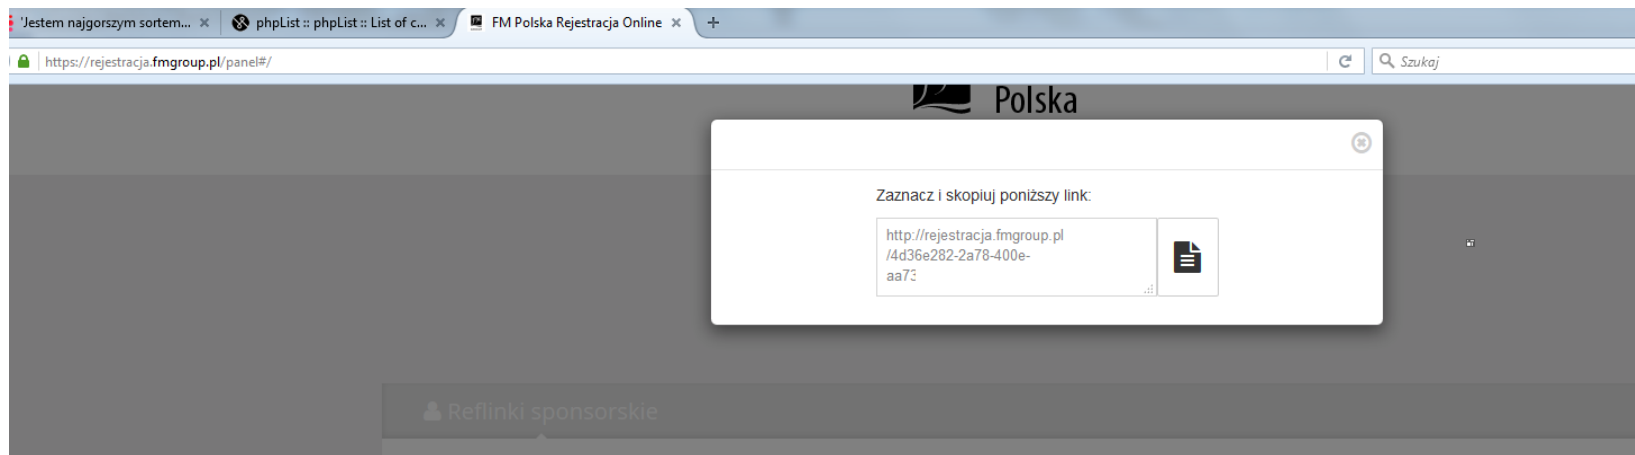 'Jestem najgorszym sortem...
phpList :: phpList :: List of c...
FM Polska Rejestracja Online
https://rejestracja.fmgroup.pl/panel#/
Szukaj
Polska
Zaznacz i skopiuj poniższy link:
http://rejestracja.fmgroup.pl
/4d36e282-2a78-400e-
aa73
Reflinki sponsorskie